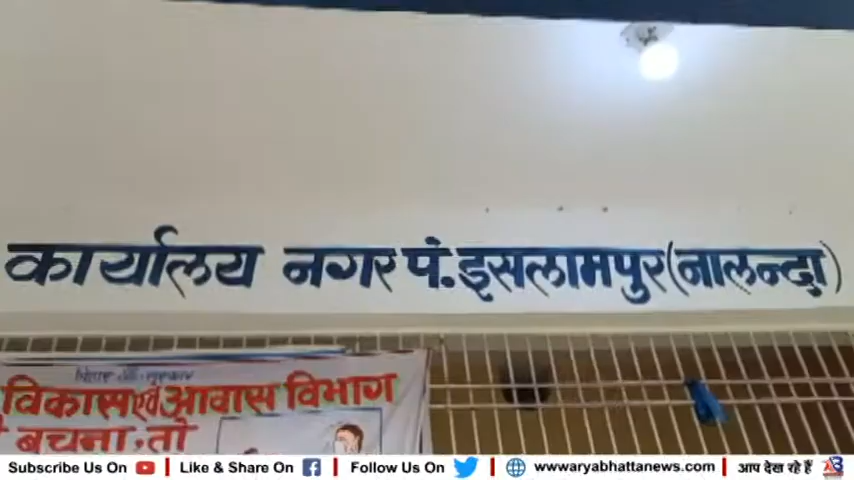 कार्यालय नगर पं. इसलामपुर (नालन्दा)
बिहार सरकार
विकास एवं आवास विभाग
बचना, तो
Subscribe Us On | Like & Share On | Follow Us On | www.aryabhattanews.com | आप देख रहे हैं